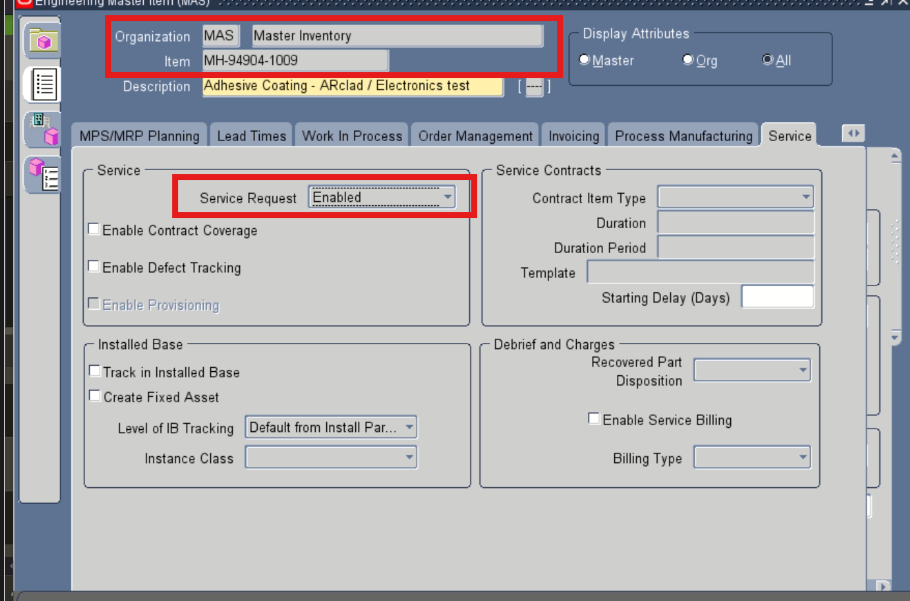 Engineering Master Item (MAS)
Organization MAS Master Inventory
Item MH-94904-1009
Description Adhesive Coating - ARclad / Electronics test [ ---- ]
Display Attributes
Master Org All
MPS/MRP Planning Lead Times Work In Process Order Management Invoicing Process Manufacturing Service
Service
Service Request Enabled
Enable Contract Coverage
Enable Defect Tracking
Enable Provisioning
Service Contracts
Contract Item Type
Duration
Duration Period
Template
Starting Delay (Days)
Installed Base
Track in Installed Base
Create Fixed Asset
Level of IB Tracking Default from Install Par...
Instance Class
Debrief and Charges
Recovered Part
Disposition
Enable Service Billing
Billing Type